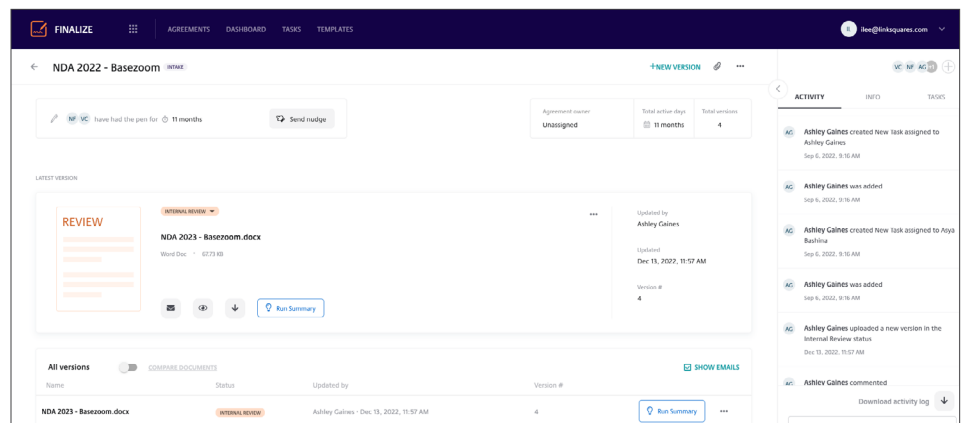 FINALIZE
AGREEMENTS DASHBOARD TASKS TEMPLATES
R ilee@linksquares.com
NDA 2022 - Basezoom INTAKE
+NEW VERSION
VC NF AG
NF VC have had the pen for 11 months
Send nudge
Agreement owner
Unassigned
Total active days
11 months
Total versions
4
LATEST VERSION
REVIEW
INTERNAL REVIEW
NDA 2023 - Basezoom.docx
Word Doc · 67.73 KB
Run Summary
Updated by
Ashley Gaines
Updated
Dec 13, 2022, 11:57 AM
Version #
4
All versions COMPARE DOCUMENTS
SHOW EMAILS
Name Status Updated by Version #
NDA 2023 - Basezoom.docx INTERNAL REVIEW Ashley Gaines - Dec 13, 2022, 11:57 AM 4 Run Summary
ACTIVITY INFO TASKS
AG Ashley Gaines created New Task assigned to
Ashley Gaines
Sep 6, 2022, 9:16 AM
AG Ashley Gaines was added
Sep 6, 2022, 9:16 AM
AG Ashley Gaines created New Task assigned to Asya
Bashina
Sep 6, 2022, 9:16 AM
AG Ashley Gaines was added
Sep 6, 2022, 9:16 AM
AG Ashley Gaines uploaded a new version in the
Internal Review status
Dec 13, 2022, 11:57 AM
AG Ashley Gaines commented
Download activity log